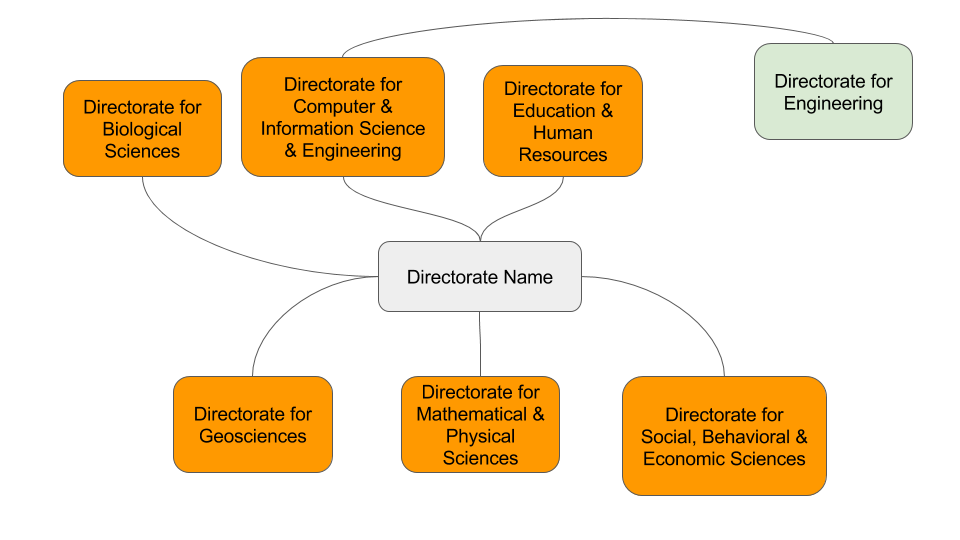 Directorate for
Biological
Sciences
Directorate for
Computer &
Information Science
& Engineering
Directorate for
Education &
Human
Resources
Directorate for
Engineering
Directorate Name
Directorate for
Geosciences
Directorate for
Mathematical &
Physical
Sciences
Directorate for
Social, Behavioral &
Economic Sciences